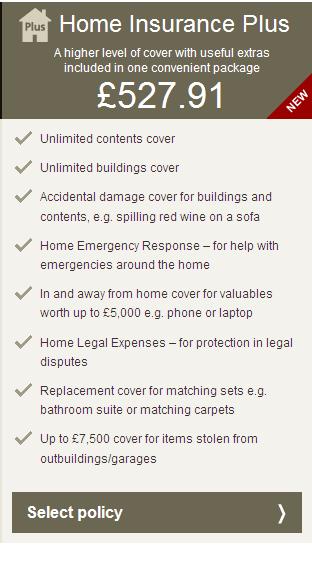 Plus
Home Insurance Plus
A higher level of cover with useful extras
included in one convenient package
£527.91
NEW
Unlimited contents cover
Unlimited buildings cover
Accidental damage cover for buildings and
contents, e.g. spilling red wine on a sofa
Home Emergency Response – for help with
emergencies around the home
In and away from home cover for valuables
worth up to £5,000 e.g. phone or laptop
Home Legal Expenses – for protection in legal
disputes
Replacement cover for matching sets e.g.
bathroom suite or matching carpets
Up to £7,500 cover for items stolen from
outbuildings/garages
Select policy